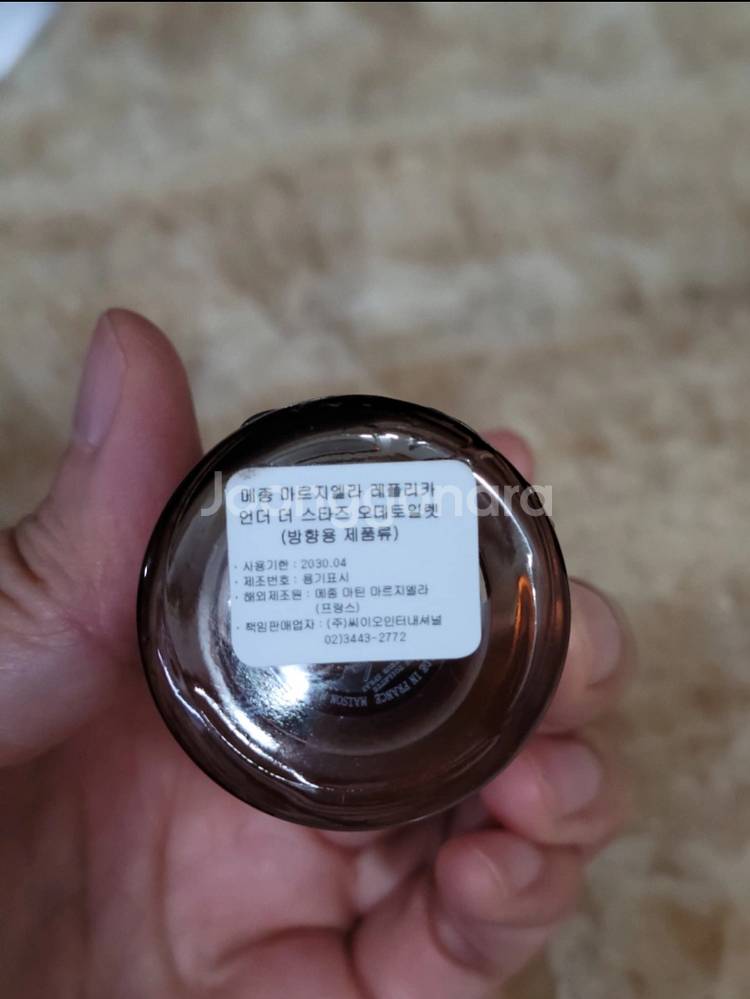 메종 마르지엘라 레플리카
언더 더 스타즈 오데토일렛
(방향용 제품류)
· 사용기한 : 2030.04
· 제조번호 : 용기표시
· 해외제조원 : 메종 마틴 마르지엘라
(프랑스)
· 책임판매업자 : (주)씨이오인터내셔널
02)3443-2772
IN FRANCE MAISON
Joonggonara